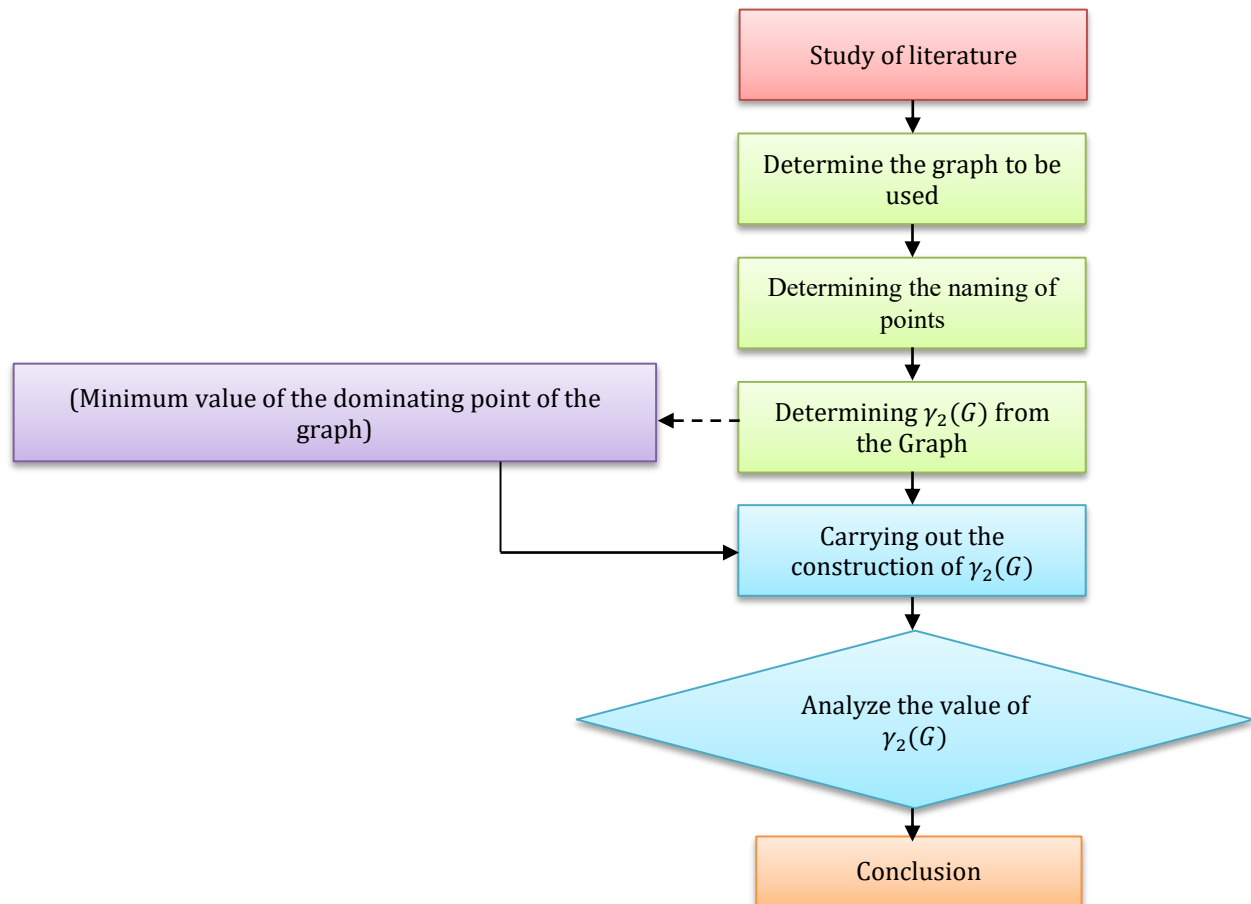 Study of literature
Determine the graph to be
used
Determining the naming of
points
(Minimum value of the dominating point of the
graph)
Determining γ₂(G) from
the Graph
Carrying out the
construction of γ₂(G)
Analyze the value of
γ₂(G)
Conclusion